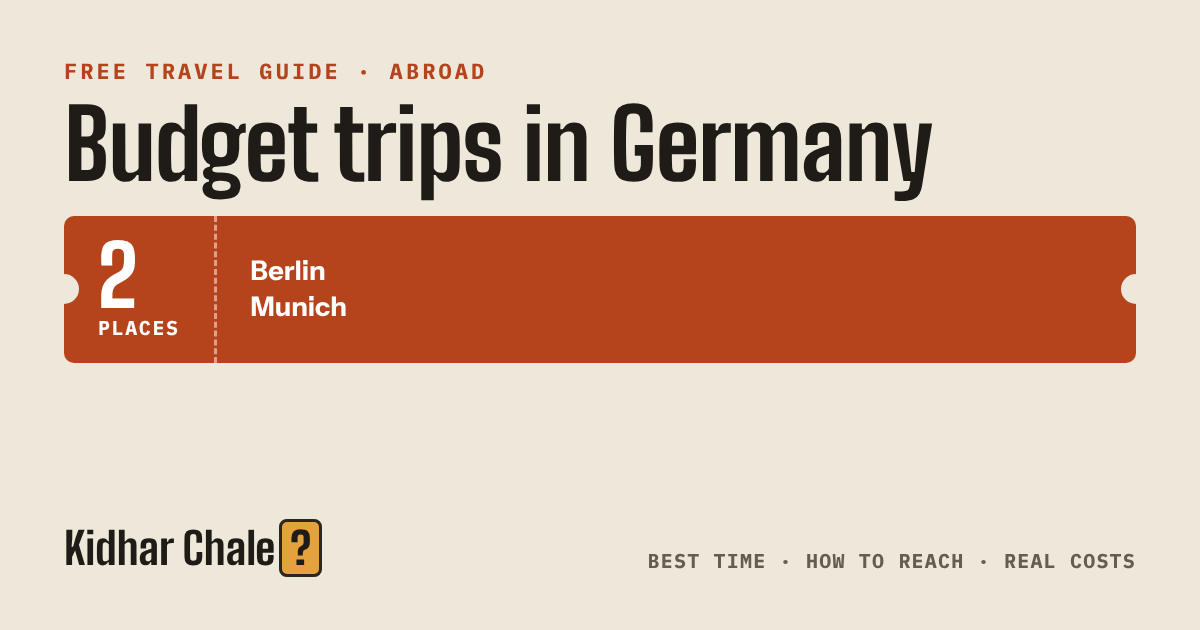 FREE TRAVEL GUIDE · ABROAD
Budget trips in Germany
2
PLACES
Berlin
Munich
Kidhar Chale ?
BEST TIME · HOW TO REACH · REAL COSTS